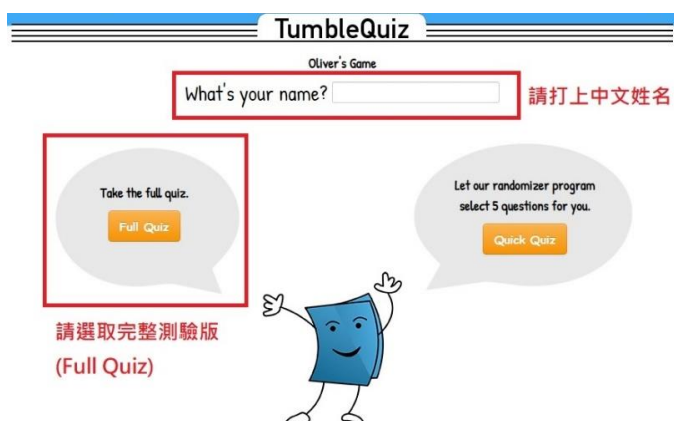 TumbleQuiz
Oliver's Game
What's your name?
請打上中文姓名
Take the full quiz.
Full Quiz
Let our randomizer program
select 5 questions for you.
Quick Quiz
請選取完整測驗版
(Full Quiz)